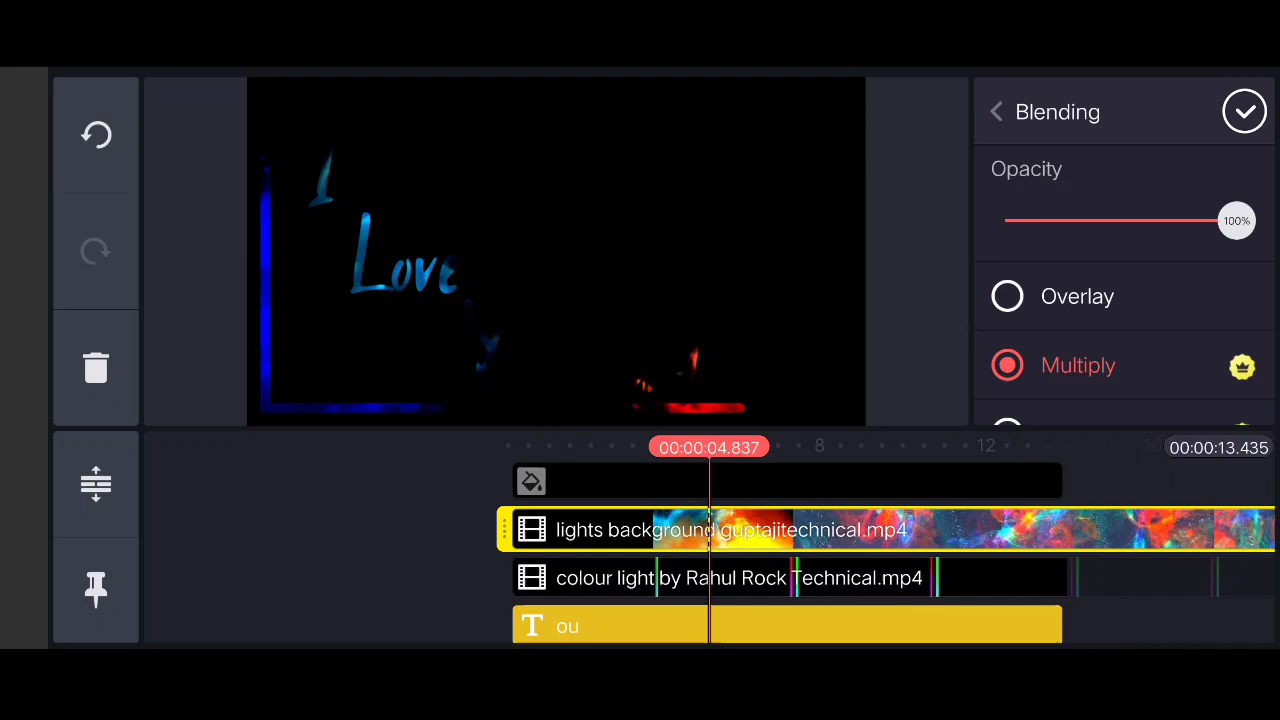 Blending
Opacity
100%
I
Love
Y
Overlay
Multiply
00:00:04.837
8
12
00:00:13.435
lights background guptajitechnical.mp4
colour light by Rahul Rock Technical.mp4
ou